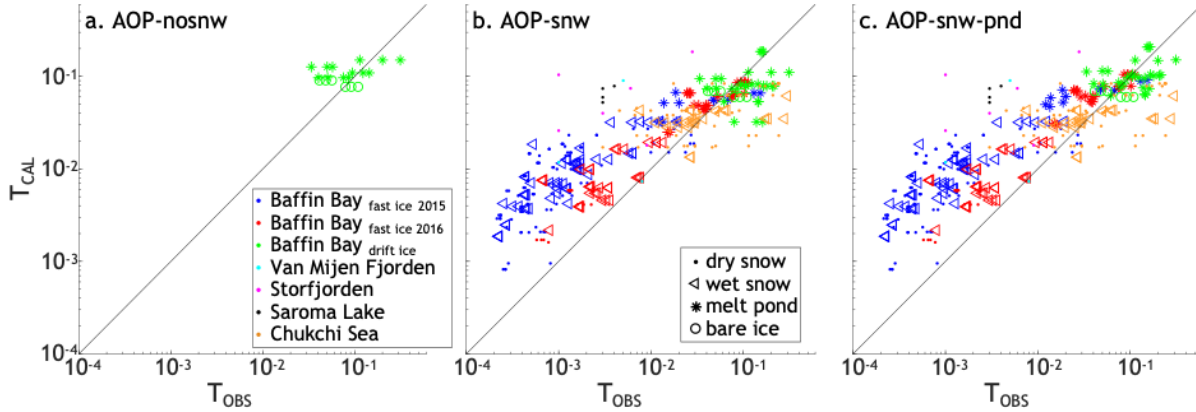 a. AOP-nosnw
b. AOP-snw
c. AOP-snw-pnd
T_CAL
10^-1
10^-2
10^-3
10^-4
Baffin Bay fast ice 2015
Baffin Bay fast ice 2016
Baffin Bay drift ice
Van Mijen Fjorden
Storfjorden
Saroma Lake
Chukchi Sea
dry snow
wet snow
melt pond
bare ice
10^-4 10^-3 10^-2 10^-1
10^-4 10^-3 10^-2 10^-1
10^-4 10^-3 10^-2 10^-1
T_OBS
T_OBS
T_OBS